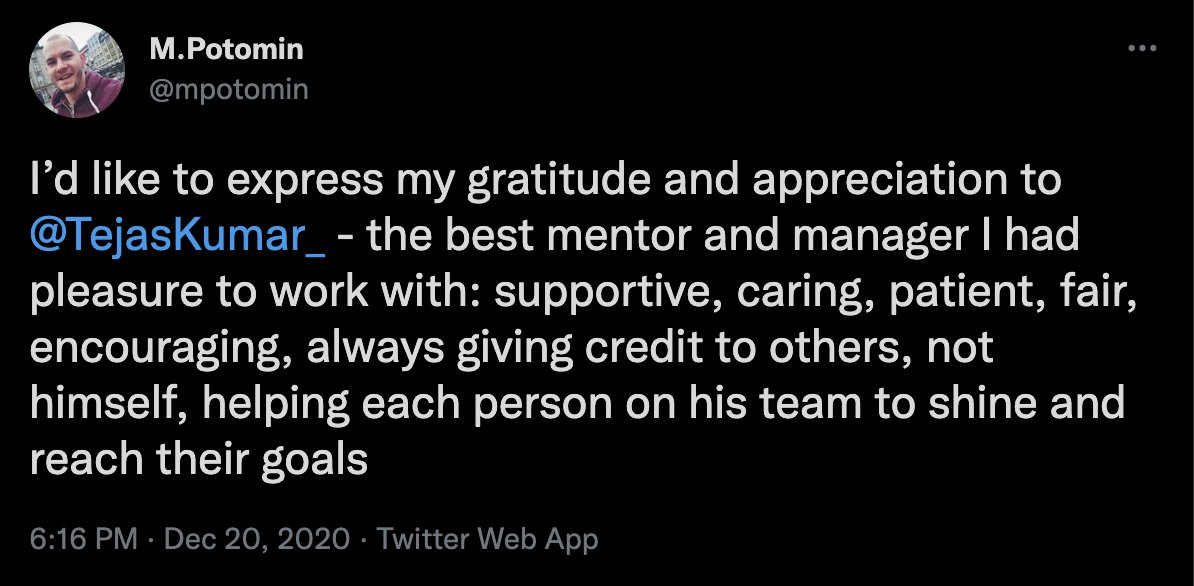 M.Potomin
@mpotomin
I’d like to express my gratitude and appreciation to
@TejasKumar_ - the best mentor and manager I had
pleasure to work with: supportive, caring, patient, fair,
encouraging, always giving credit to others, not
himself, helping each person on his team to shine and
reach their goals
6:16 PM · Dec 20, 2020 · Twitter Web App